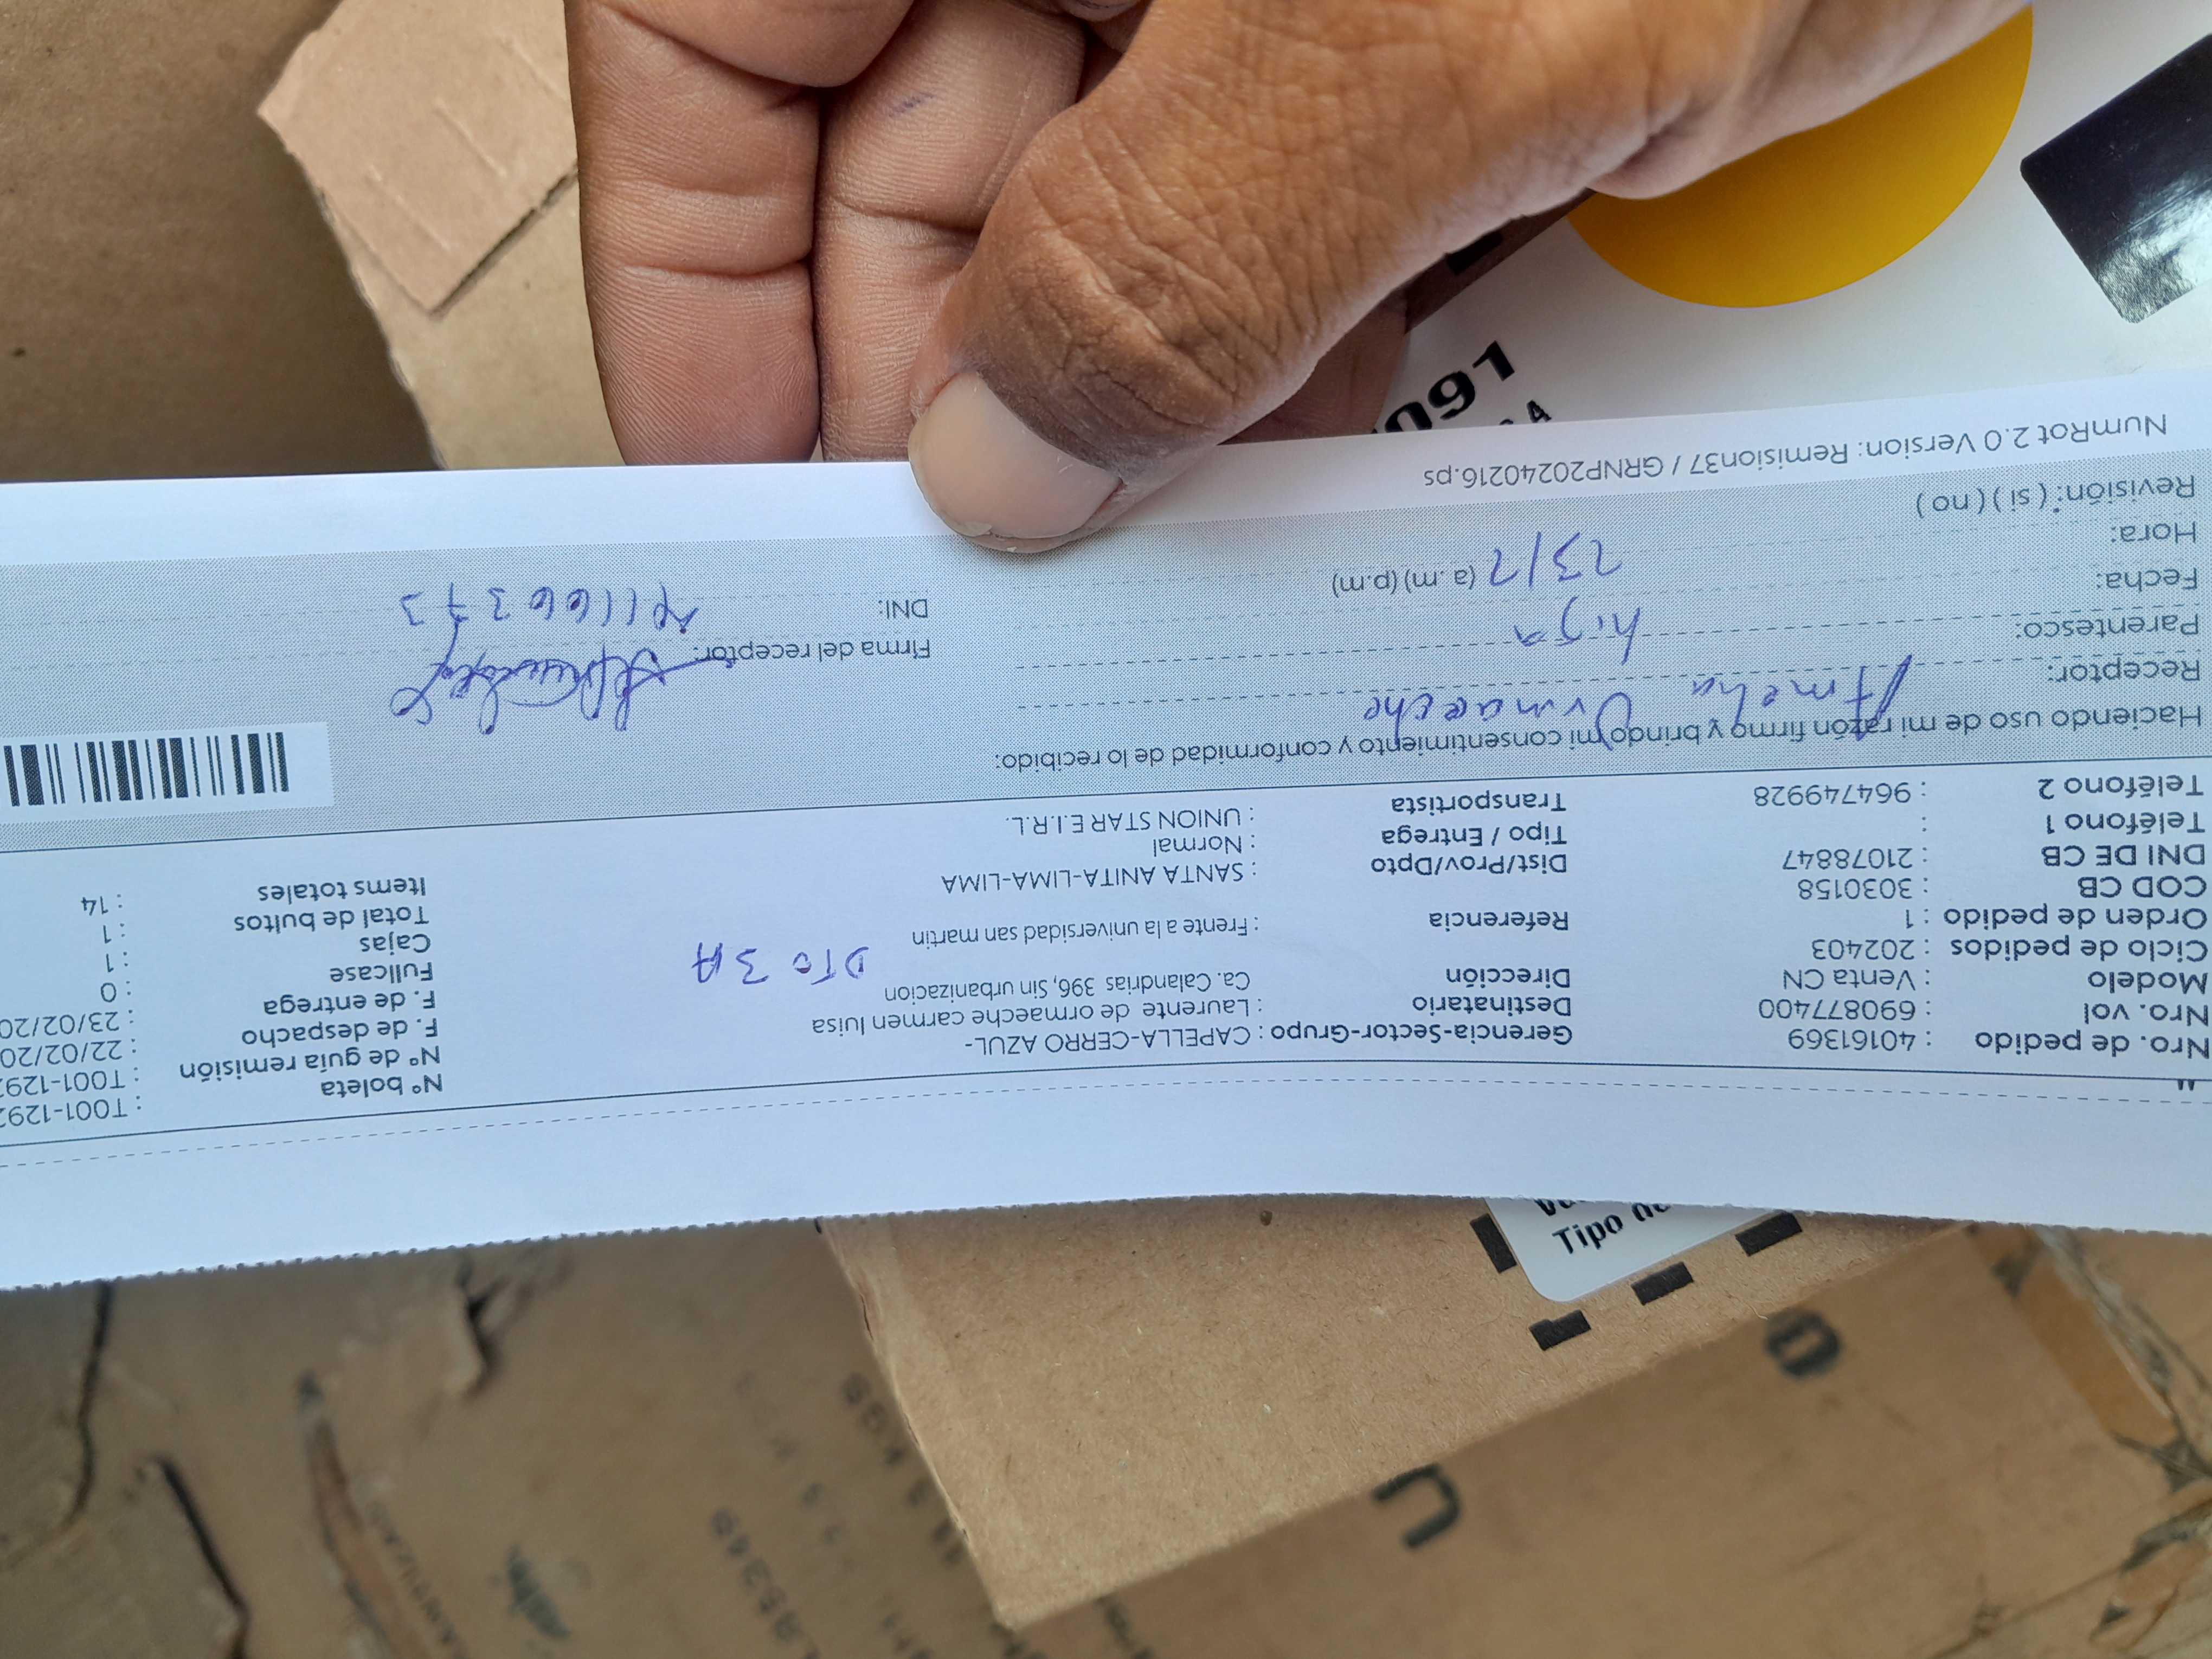 Nro. de pedido : 40161369
Nro. vol : 690877400
Modelo : Venta CN
Ciclo de pedidos : 202403
Orden de pedido : 1
COD CB : 3030158
DNI DE CB : 21078847
Teléfono 1 :
Teléfono 2 : 964749928
Gerencia-Sector-Grupo : CAPELLA-CERRO AZUL-
Destinatario : Laurente de ormaeche carmen luisa
Dirección Ca. Calandrias 396, Sin urbanizacion
DTO 3A
Referencia : Frente a la universidad san martin
Dist/Prov/Dpto : SANTA ANITA-LIMA-LIMA
Tipo / Entrega : Normal
Transportista : UNION STAR E.I.R.L.
N° boleta : T001-129
N° de guía remisión : T001-129
F. de despacho : 22/02/20
F. de entrega : 23/02/20
Fullcase : 0
Cajas : 1
Total de bultos : 1
Items totales : 14
Haciendo uso de mi razón firmo y brindo mi consentimiento y conformidad de lo recibido:
Receptor: Amelia Ormaeche
Parentesco: hija
Fecha: 23/2
Hora: (a.m) (p.m)
Revisión: ( si ) ( no )
Firma del receptor:
DNI:
NumRot 2.0 Version: Remision37 / GRNP20240216.ps
Tipo de